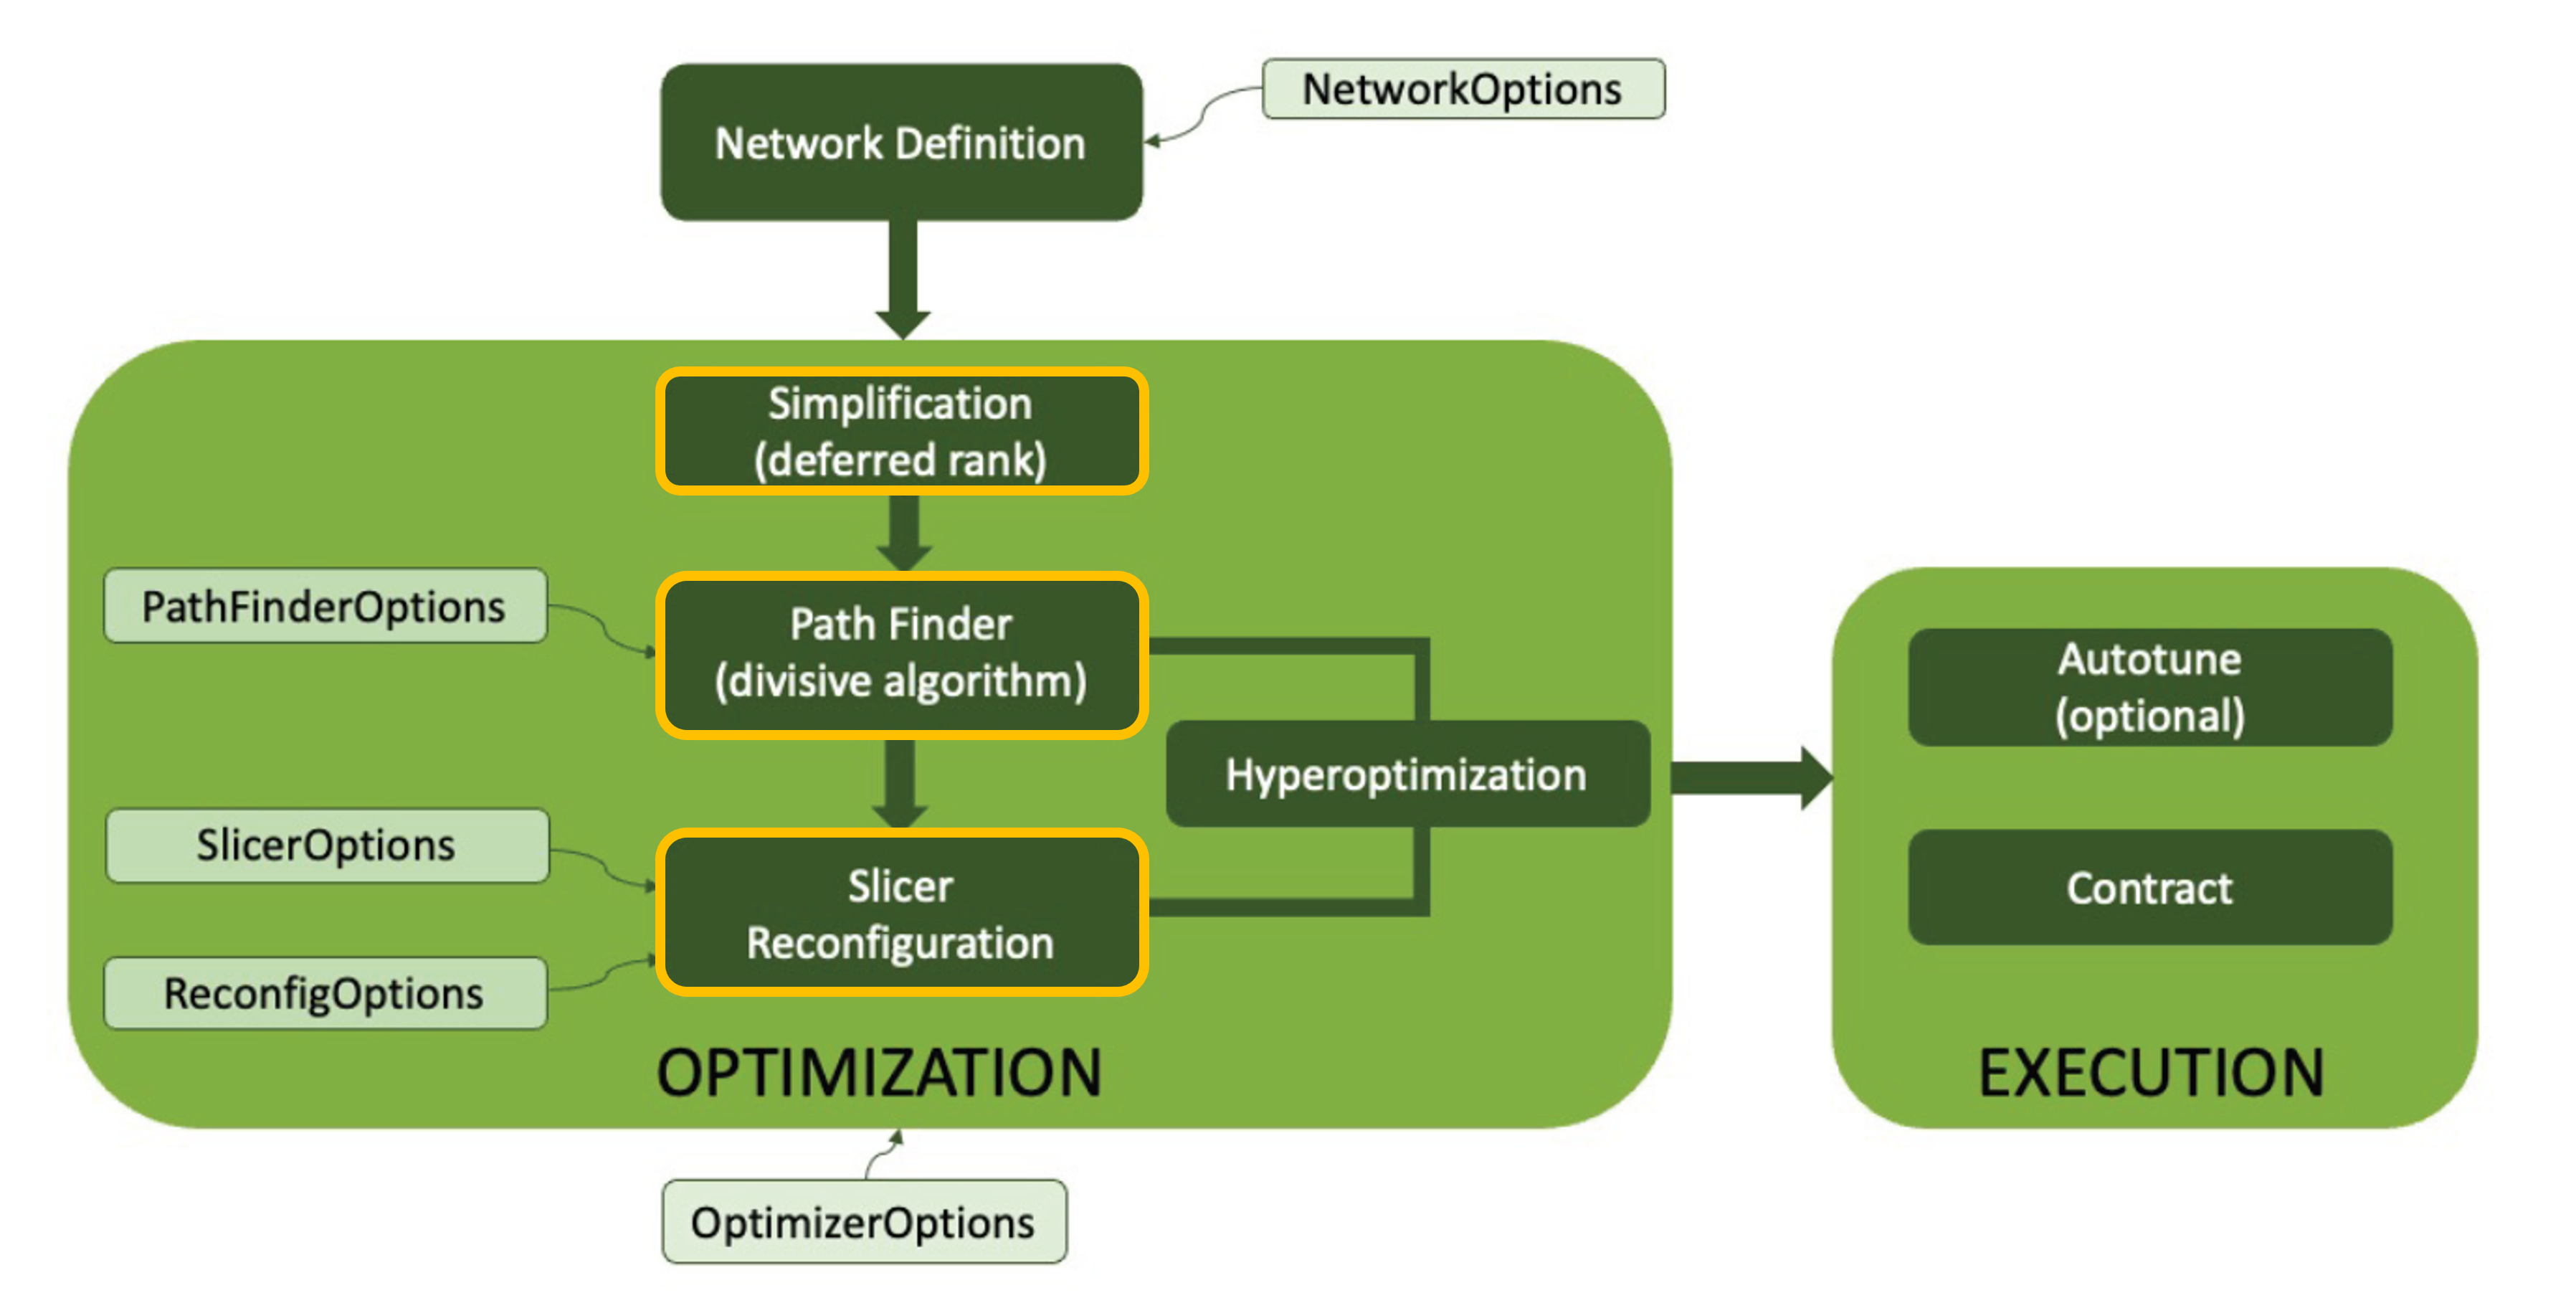 Network Definition
NetworkOptions
Simplification
(deferred rank)
PathFinderOptions
Path Finder
(divisive algorithm)
Hyperoptimization
SlicerOptions
Slicer
Reconfiguration
ReconfigOptions
OPTIMIZATION
OptimizerOptions
Autotune
(optional)
Contract
EXECUTION